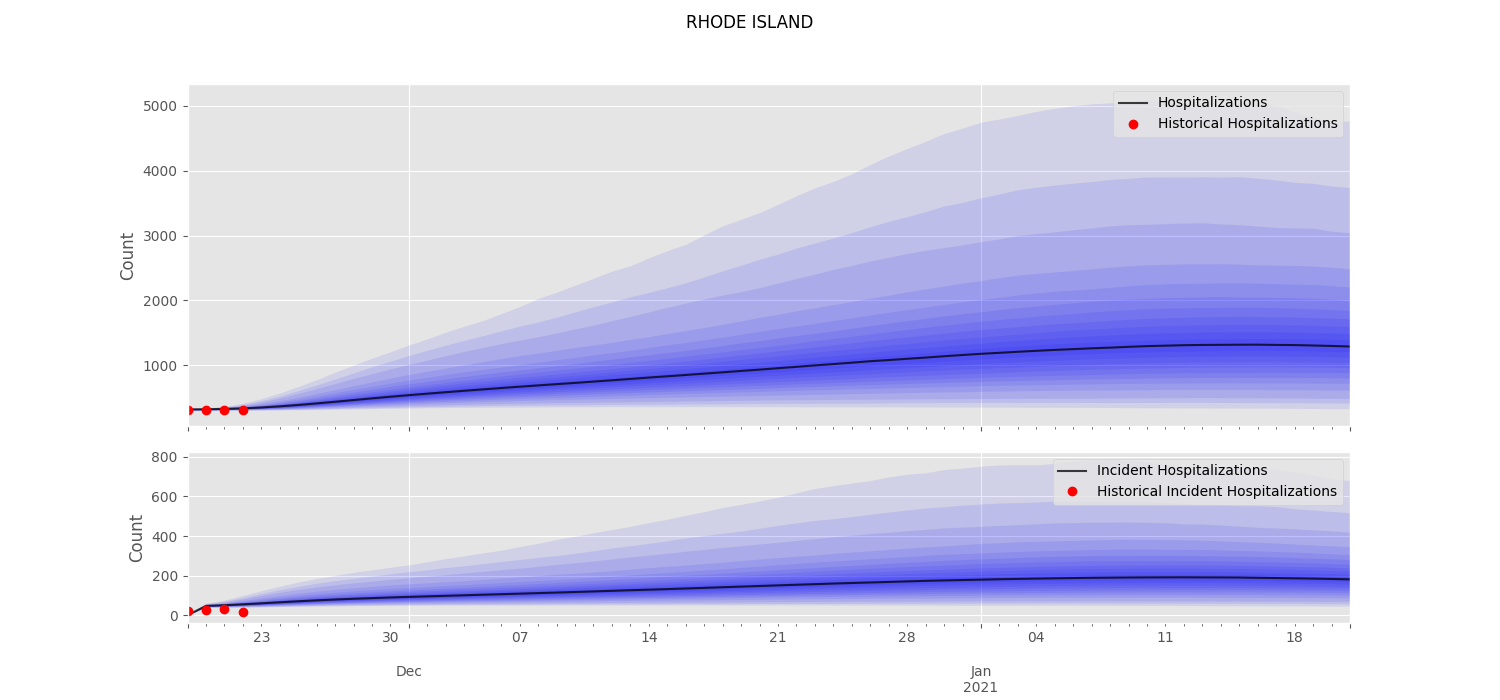 RHODE ISLAND
5000
4000
3000
2000
1000
Count
Hospitalizations
Historical Hospitalizations
800
600
400
200
0
Count
Incident Hospitalizations
Historical Incident Hospitalizations
23 30 07 14 21 28 04 11 18
Dec Jan
2021